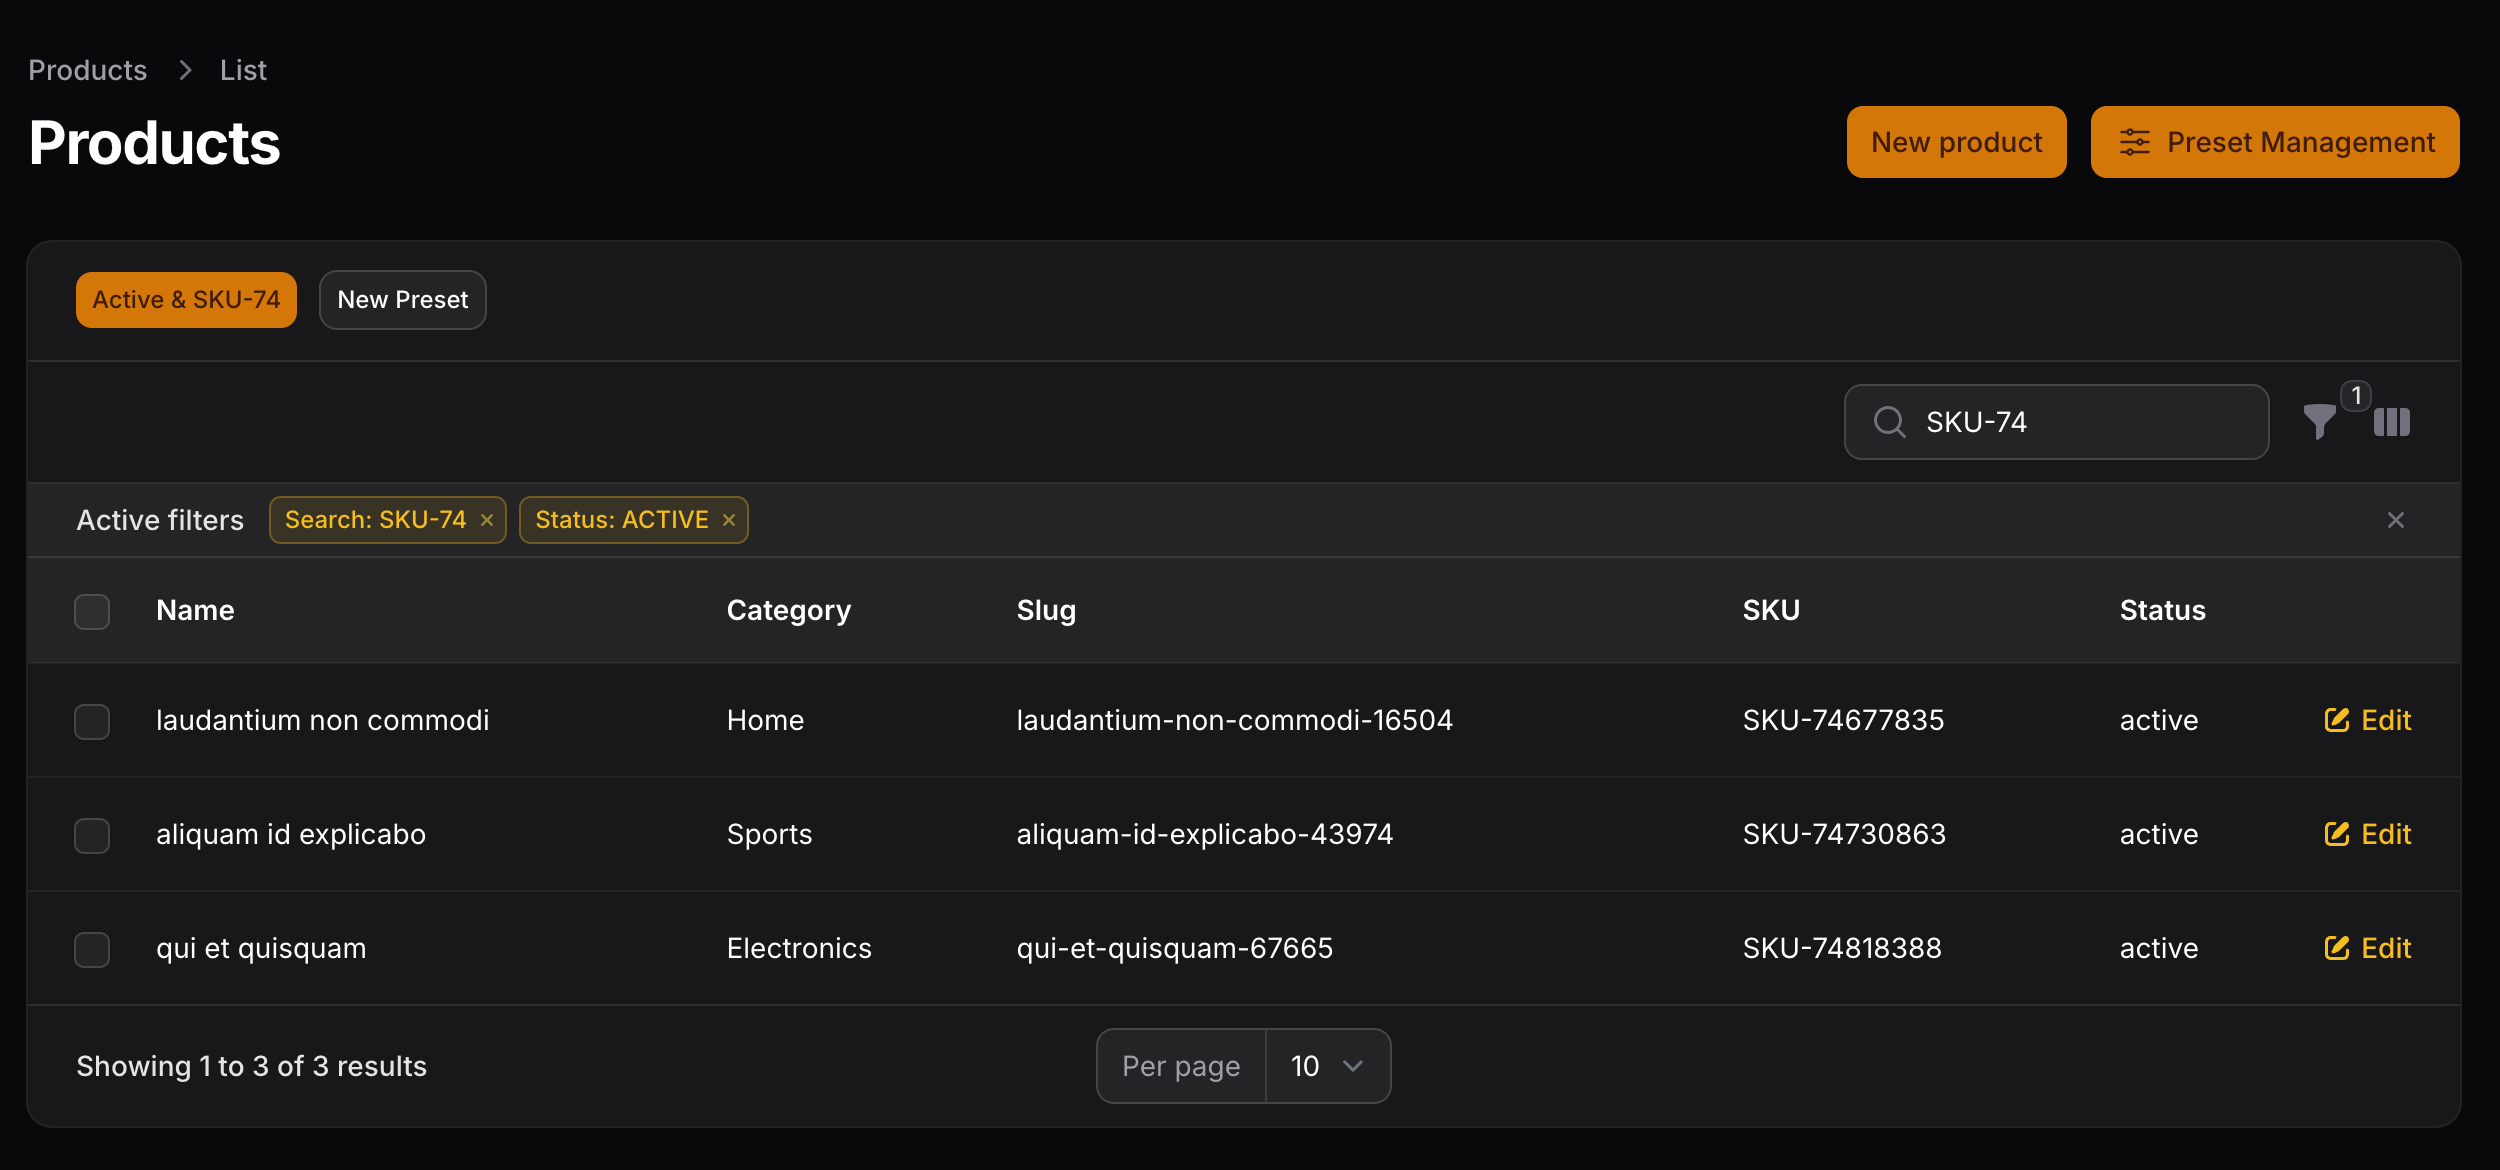 Products > List
Products
New product
Preset Management
Active & SKU-74
New Preset
SKU-74
1
Active filters Search: SKU-74 × Status: ACTIVE ×
Name Category Slug SKU Status
laudantium non commodi Home laudantium-non-commodi-16504 SKU-74677835 active Edit
aliquam id explicabo Sports aliquam-id-explicabo-43974 SKU-74730863 active Edit
qui et quisquam Electronics qui-et-quisquam-67665 SKU-74818388 active Edit
Showing 1 to 3 of 3 results
Per page 10